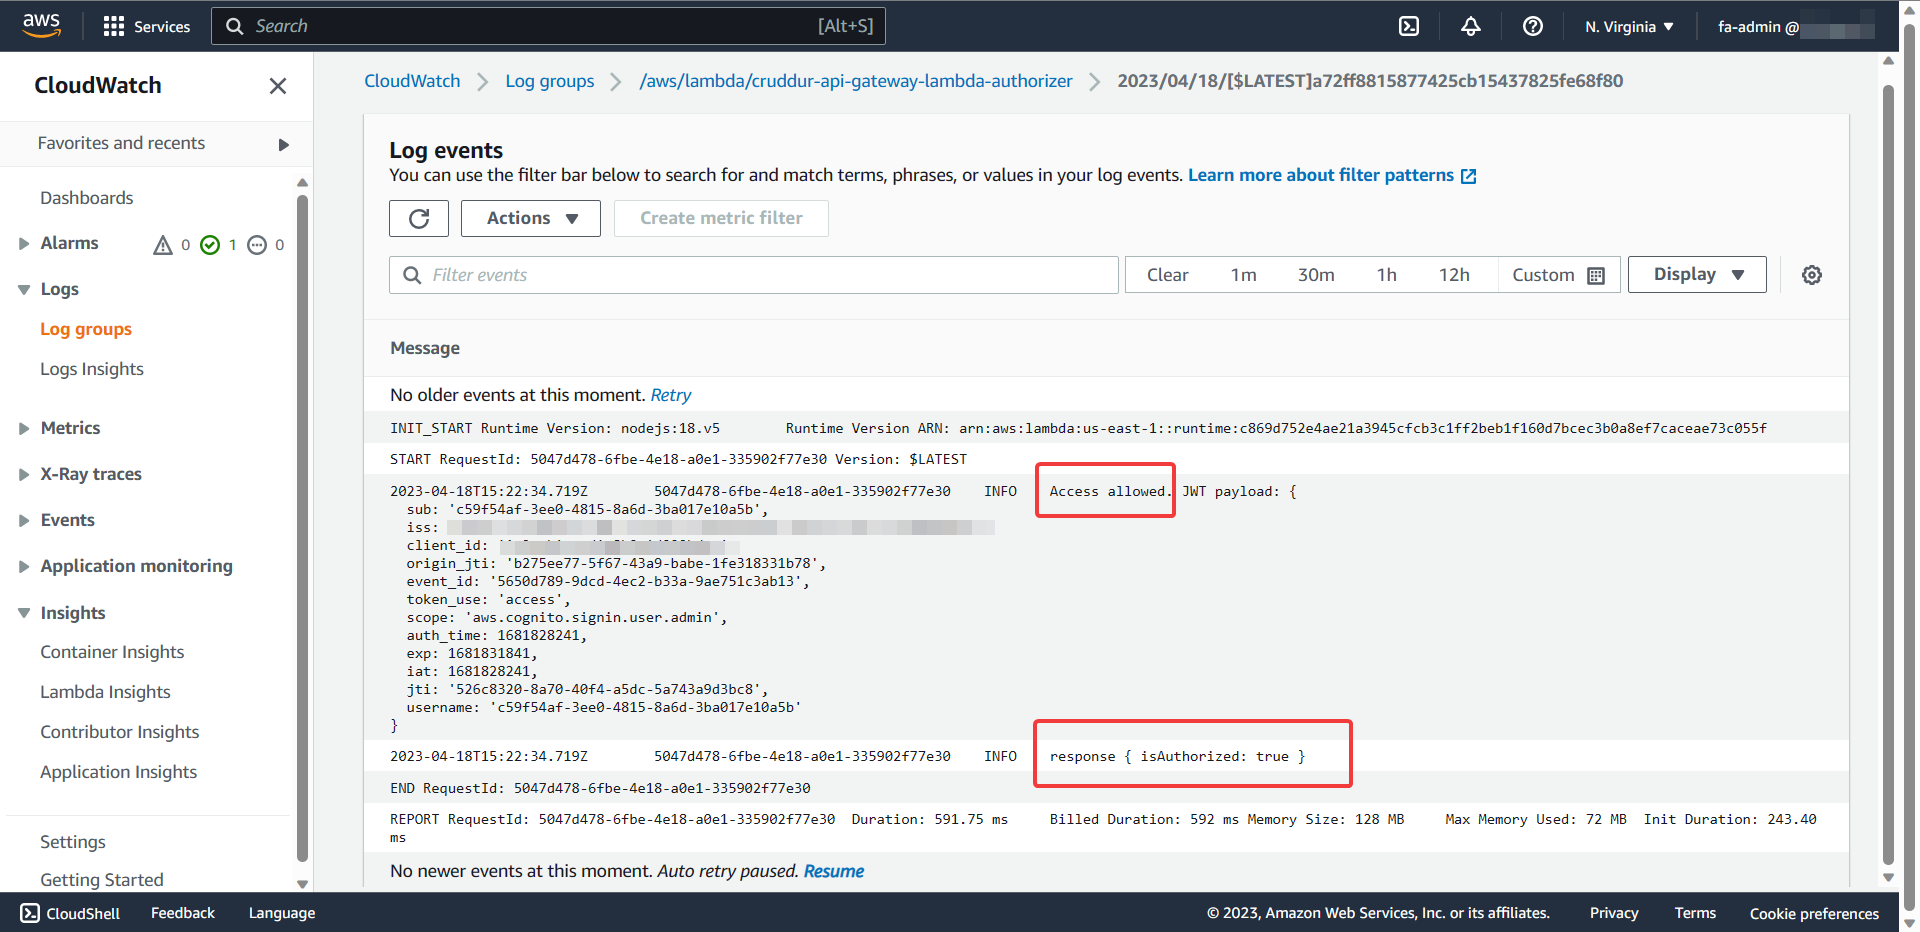 aws Services Search [Alt+S] N. Virginia fa-admin @
CloudWatch
Favorites and recents
Dashboards
Alarms 0 1 0
Logs
Log groups
Logs Insights
Metrics
X-Ray traces
Events
Application monitoring
Insights
Container Insights
Lambda Insights
Contributor Insights
Application Insights
Settings
Getting Started
CloudWatch Log groups /aws/lambda/cruddur-api-gateway-lambda-authorizer 2023/04/18/[$LATEST]a72ff8815877425cb15437825fe68f80
Log events
You can use the filter bar below to search for and match terms, phrases, or values in your log events. Learn more about filter patterns
Actions Create metric filter
Filter events Clear 1m 30m 1h 12h Custom Display
Message
No older events at this moment. Retry
INIT_START Runtime Version: nodejs:18.v5 Runtime Version ARN: arn:aws:lambda:us-east-1::runtime:c869d752e4ae21a3945cfcb3c1ff2beb1f160d7bcec3b0a8ef7caceae73c055f
START RequestId: 5047d478-6fbe-4e18-a0e1-335902f77e30 Version: $LATEST
2023-04-18T15:22:34.719Z 5047d478-6fbe-4e18-a0e1-335902f77e30 INFO Access allowed. JWT payload: {
sub: 'c59f54af-3ee0-4815-8a6d-3ba017e10a5b',
iss:
client_id:
origin_jti: 'b275ee77-5f67-43a9-babe-1fe318331b78',
event_id: '5650d789-9dcd-4ec2-b33a-9ae751c3ab13',
token_use: 'access',
scope: 'aws.cognito.signin.user.admin',
auth_time: 1681828241,
exp: 1681831841,
iat: 1681828241,
jti: '526c8320-8a70-40f4-a5dc-5a743a9d3bc8',
username: 'c59f54af-3ee0-4815-8a6d-3ba017e10a5b'
}
2023-04-18T15:22:34.719Z 5047d478-6fbe-4e18-a0e1-335902f77e30 INFO response { isAuthorized: true }
END RequestId: 5047d478-6fbe-4e18-a0e1-335902f77e30
REPORT RequestId: 5047d478-6fbe-4e18-a0e1-335902f77e30 Duration: 591.75 ms Billed Duration: 592 ms Memory Size: 128 MB Max Memory Used: 72 MB Init Duration: 243.40
ms
No newer events at this moment. Auto retry paused. Resume
CloudShell Feedback Language © 2023, Amazon Web Services, Inc. or its affiliates. Privacy Terms Cookie preferences